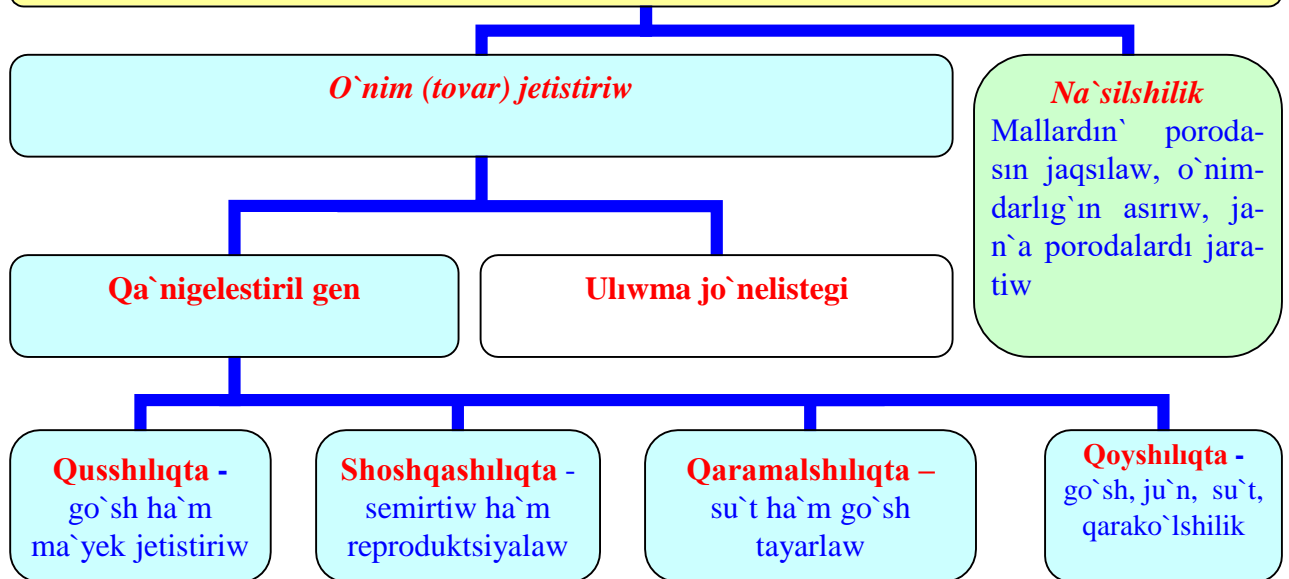 O`nim (tovar) jetistiriw
Na`silshilik
Mallardın` poroda-
sın jaqsılaw, o`nim-
darlıg`ın asırıw, ja-
n`a porodalardı jara-
tiw
Qa`nigelestiril gen
Ulıwma jo`nelistegi
Qusshılıqta -
go`sh ha`m
ma`yek jetistiriw
Shoshqashılıqta -
semirtiw ha`m
reproduktsiyalaw
Qaramalshılıqta –
su`t ha`m go`sh
tayarlaw
Qoyshılıqta -
go`sh, ju`n, su`t,
qarako`lshilik